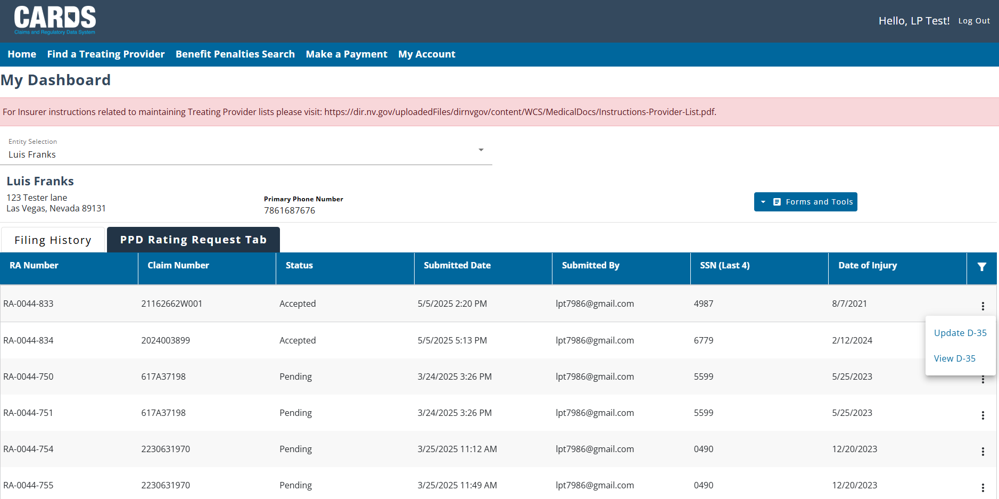 CARDS
Claims and Regulatory Data System
Hello, LP Test! Log Out
Home Find a Treating Provider Benefit Penalties Search Make a Payment My Account
My Dashboard
For Insurer instructions related to maintaining Treating Provider lists please visit: https://dir.nv.gov/uploadedFiles/dirnvgov/content/WCS/MedicalDocs/Instructions-Provider-List.pdf.
Entity Selection
Luis Franks
Luis Franks
123 Tester lane
Las Vegas, Nevada 89131
Primary Phone Number
7861687676
Forms and Tools
Filing History PPD Rating Request Tab
RA Number Claim Number Status Submitted Date Submitted By SSN (Last 4) Date of Injury
RA-0044-833 21162662W001 Accepted 5/5/2025 2:20 PM lpt7986@gmail.com 4987 8/7/2021
Update D-35
RA-0044-834 2024003899 Accepted 5/5/2025 5:13 PM lpt7986@gmail.com 6779 2/12/2024
View D-35
RA-0044-750 617A37198 Pending 3/24/2025 3:26 PM lpt7986@gmail.com 5599 5/25/2023
RA-0044-751 617A37198 Pending 3/24/2025 3:26 PM lpt7986@gmail.com 5599 5/25/2023
RA-0044-754 2230631970 Pending 3/25/2025 11:12 AM lpt7986@gmail.com 0490 12/20/2023
RA-0044-755 2230631970 Pending 3/25/2025 11:49 AM lpt7986@gmail.com 0490 12/20/2023